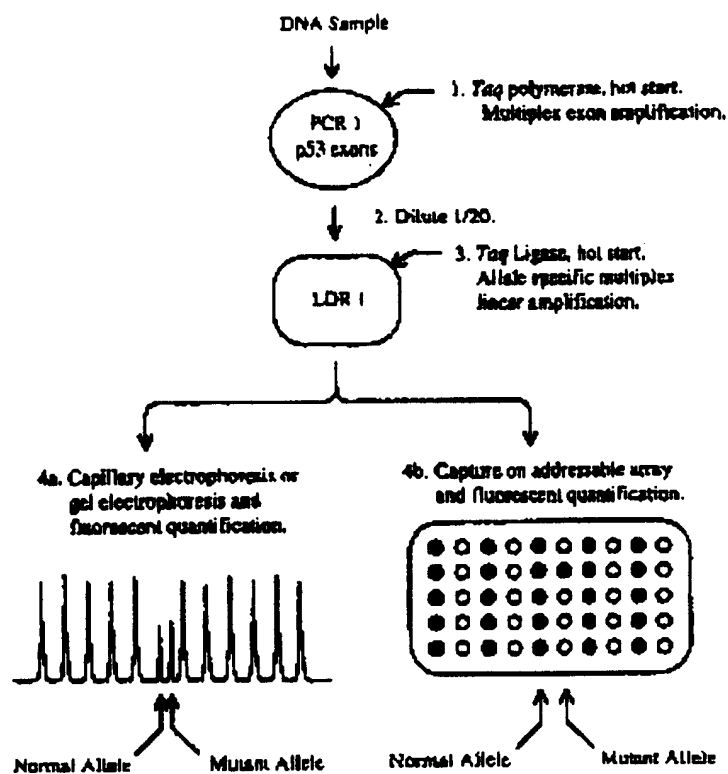 DNA Sample
1. Taq polymerase, hot start.
Multiplex exon amplification.
PCR 1
p53 exons
2. Dilute 1/20.
3. Taq Ligase, hot start.
Allele specific multiplex
linear amplification.
LDR 1
4a. Capillary electrophoresis or
gel electrophoresis and
fluorescent quantification.
4b. Capture on addressable array
and fluorescent quantification.
Normal Allele
Mutant Allele
Normal Allele
Mutant Allele